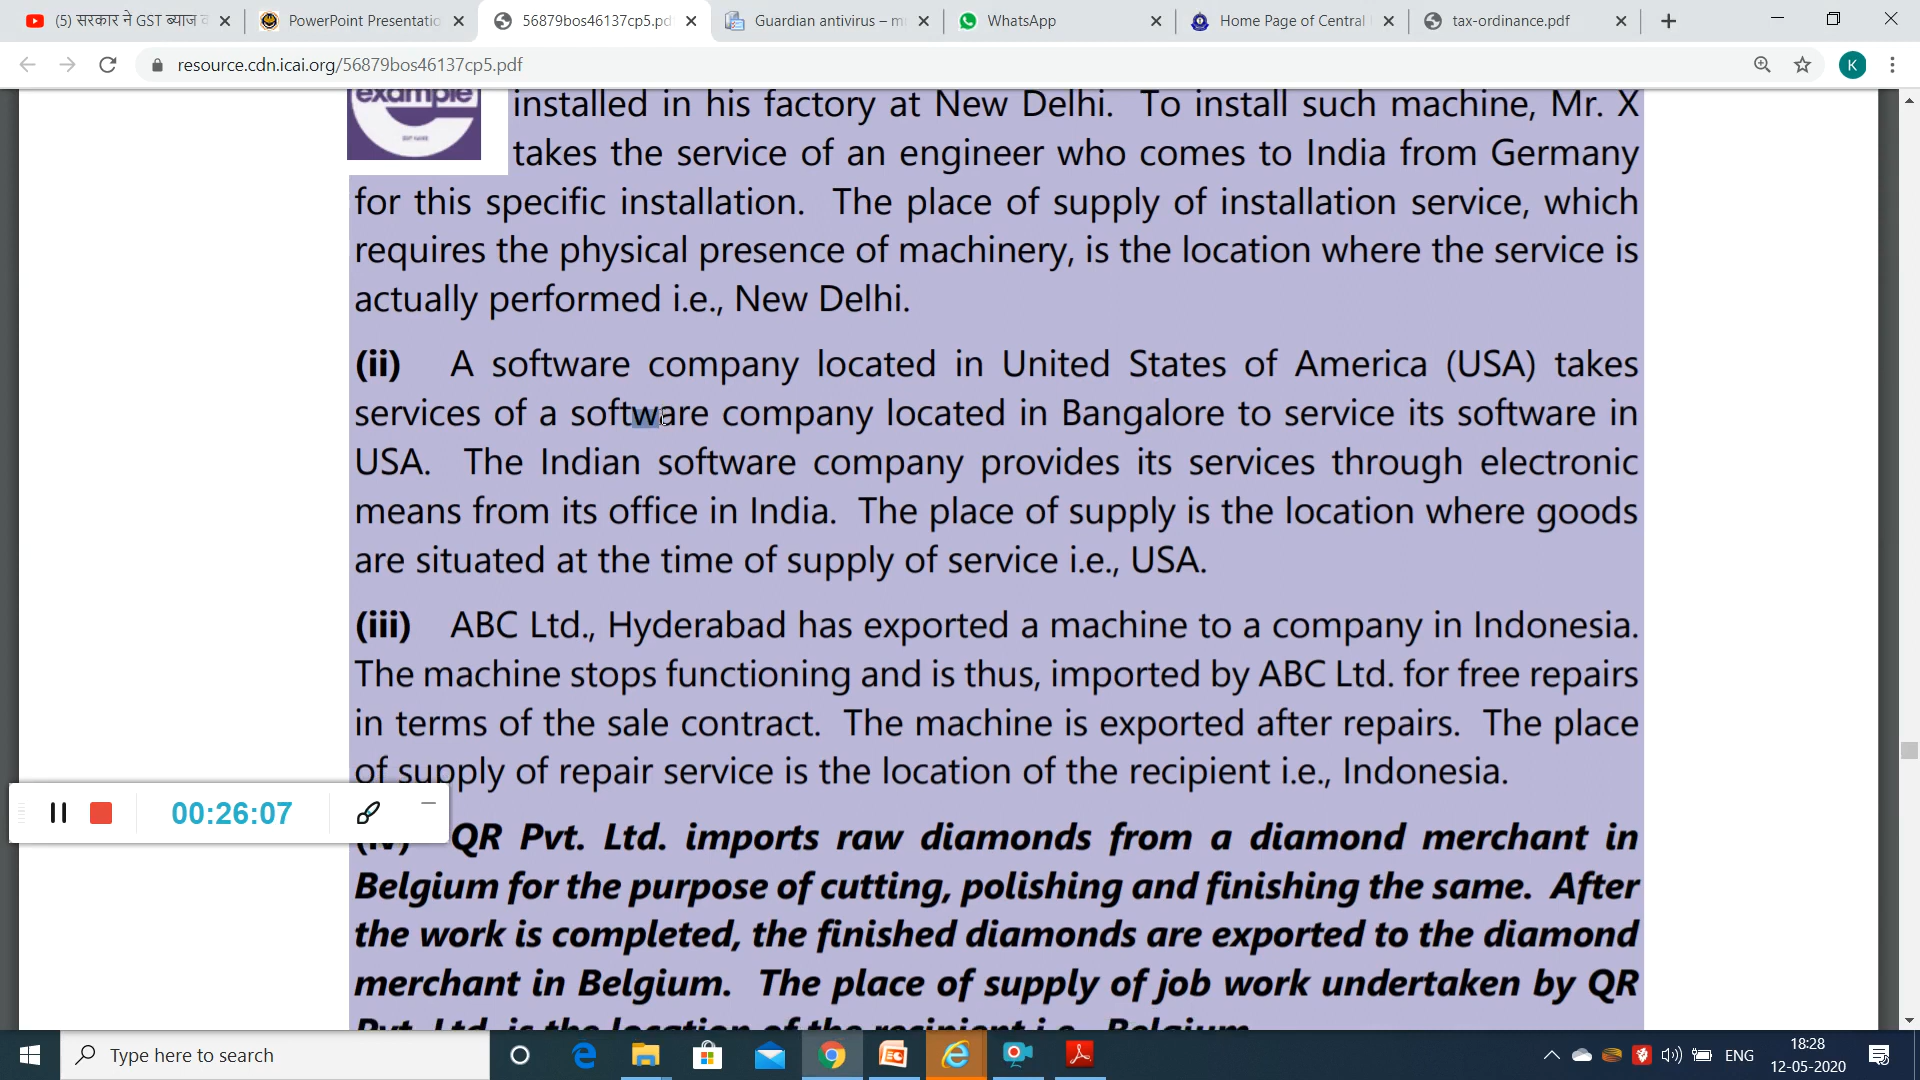 (5) सरकार ने GST ब्याज
PowerPoint Presentatio
56879bos46137cp5.pd
Guardian antivirus – m
WhatsApp
Home Page of Central
tax-ordinance.pdf
resource.cdn.icai.org/56879bos46137cp5.pdf
K
example
installed in his factory at New Delhi. To install such machine, Mr. X
takes the service of an engineer who comes to India from Germany
for this specific installation. The place of supply of installation service, which
requires the physical presence of machinery, is the location where the service is
actually performed i.e., New Delhi.
(ii) A software company located in United States of America (USA) takes
services of a software company located in Bangalore to service its software in
USA. The Indian software company provides its services through electronic
means from its office in India. The place of supply is the location where goods
are situated at the time of supply of service i.e., USA.
(iii) ABC Ltd., Hyderabad has exported a machine to a company in Indonesia.
The machine stops functioning and is thus, imported by ABC Ltd. for free repairs
in terms of the sale contract. The machine is exported after repairs. The place
of supply of repair service is the location of the recipient i.e., Indonesia.
00:26:07
(iv) QR Pvt. Ltd. imports raw diamonds from a diamond merchant in
Belgium for the purpose of cutting, polishing and finishing the same. After
the work is completed, the finished diamonds are exported to the diamond
merchant in Belgium. The place of supply of job work undertaken by QR
Pvt. Ltd. is the location of the recipient i.e., Belgium.
Type here to search
ENG
18:28
12-05-2020